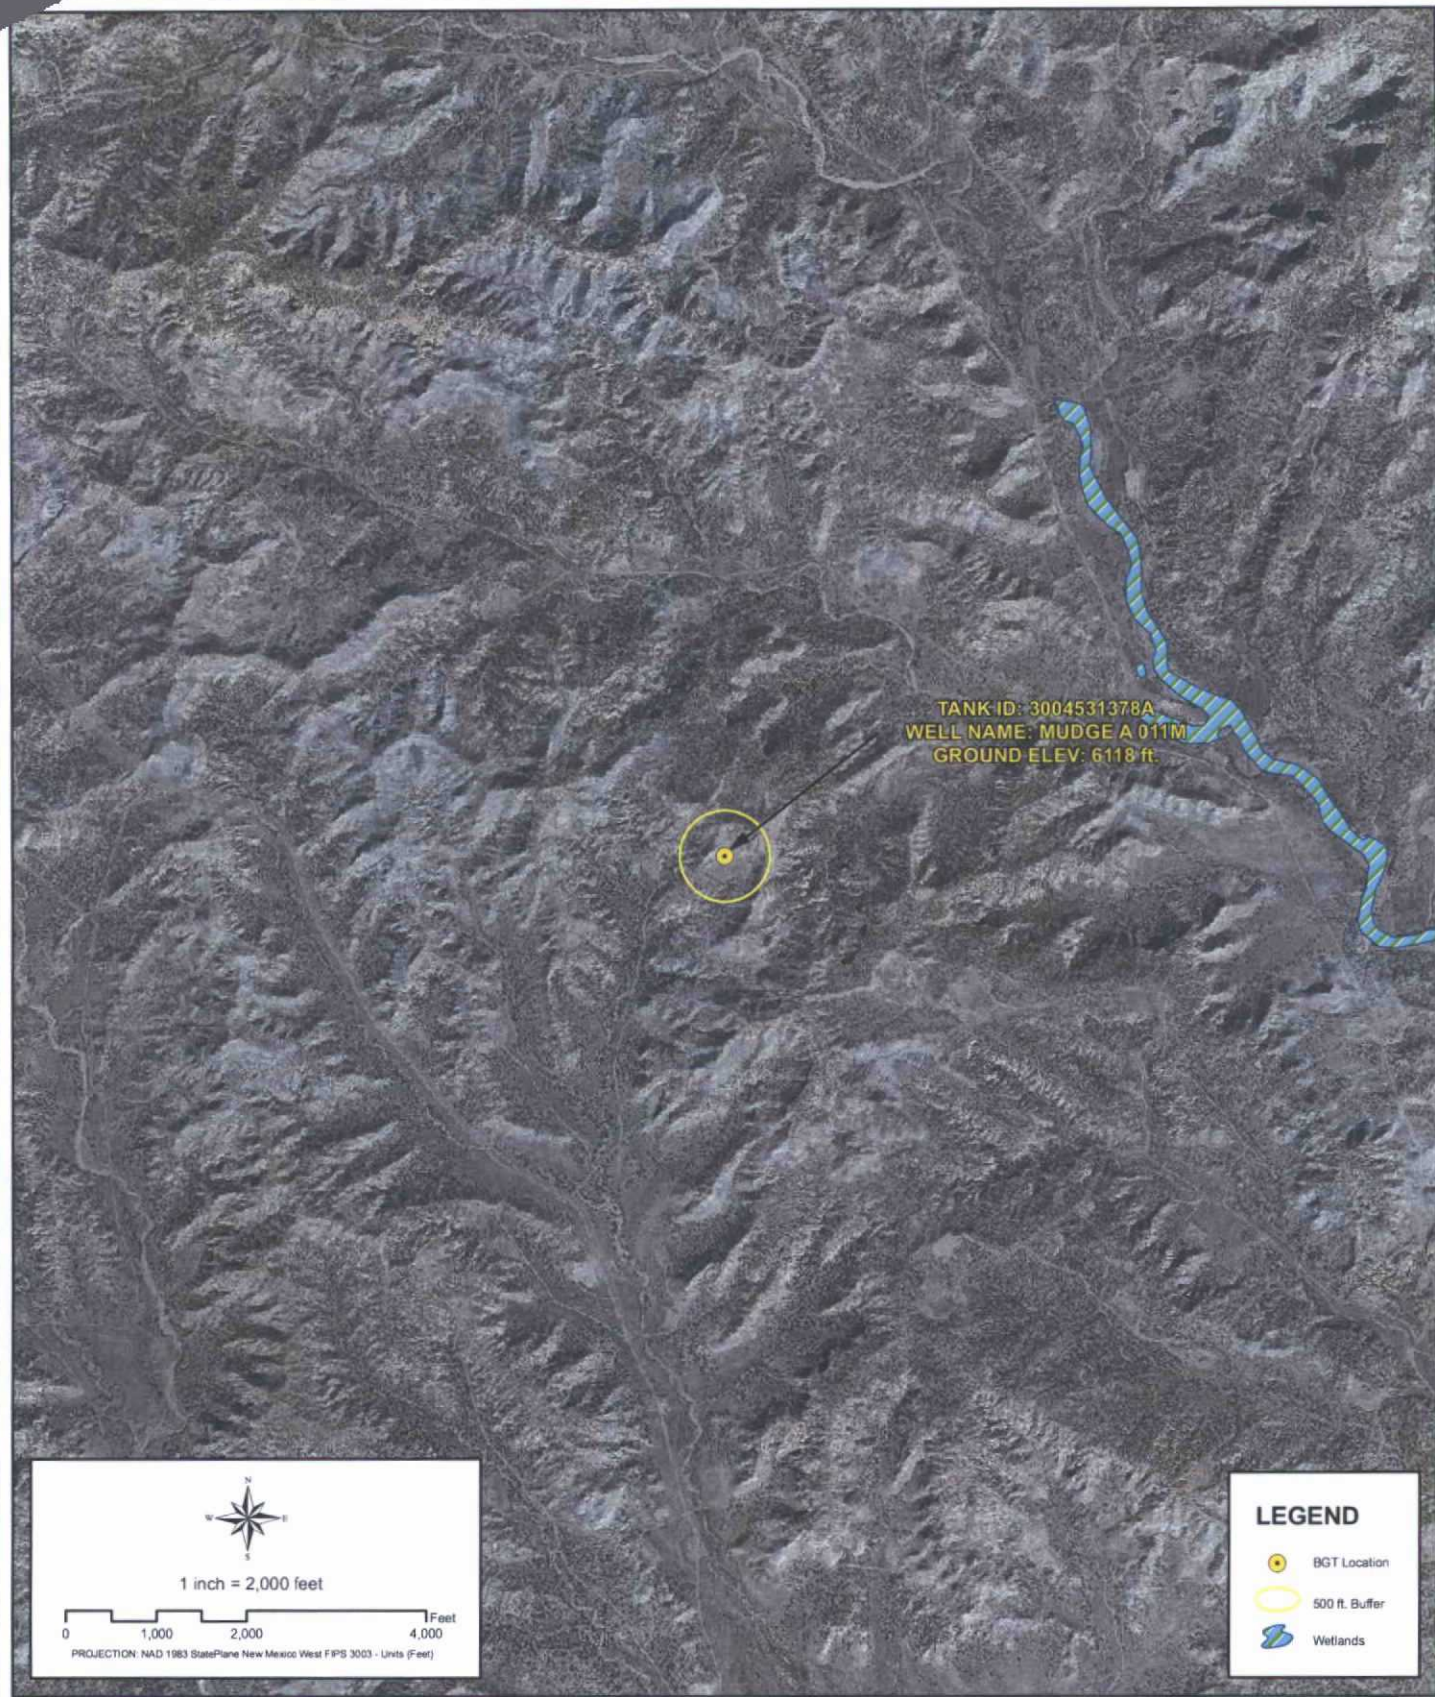 TANK ID: 3004531378A
WELL NAME: MUDGE A 011M
GROUND ELEV: 6118 ft.
N
W
E
S
1 inch = 2,000 feet
Feet
0
1,000
2,000
4,000
PROJECTION: NAD 1983 StatePlane New Mexico West FIPS 3003 - Units (Feet)
LEGEND
BGT Location
500 ft. Buffer
Wetlands